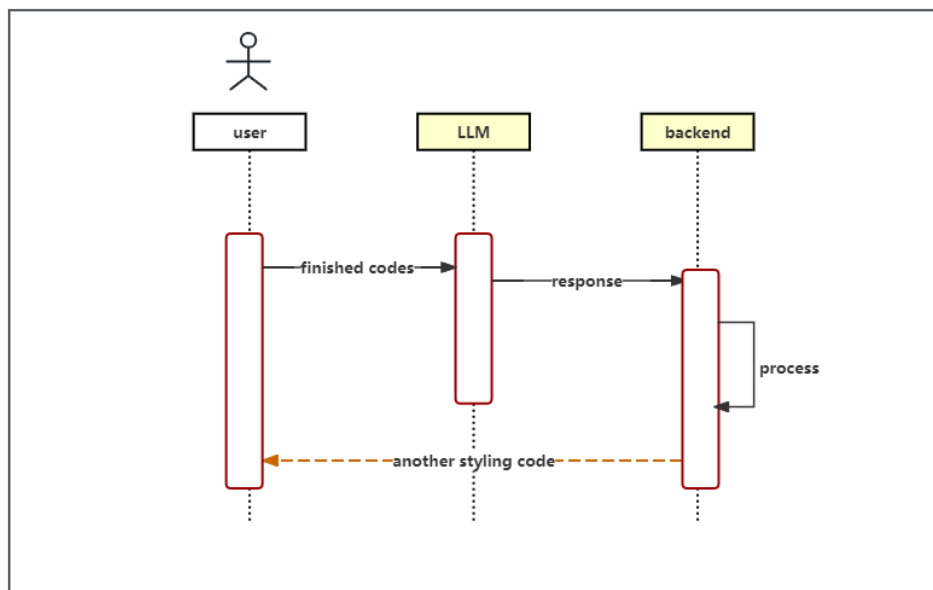 user
LLM
backend
finished codes
response
process
another styling code